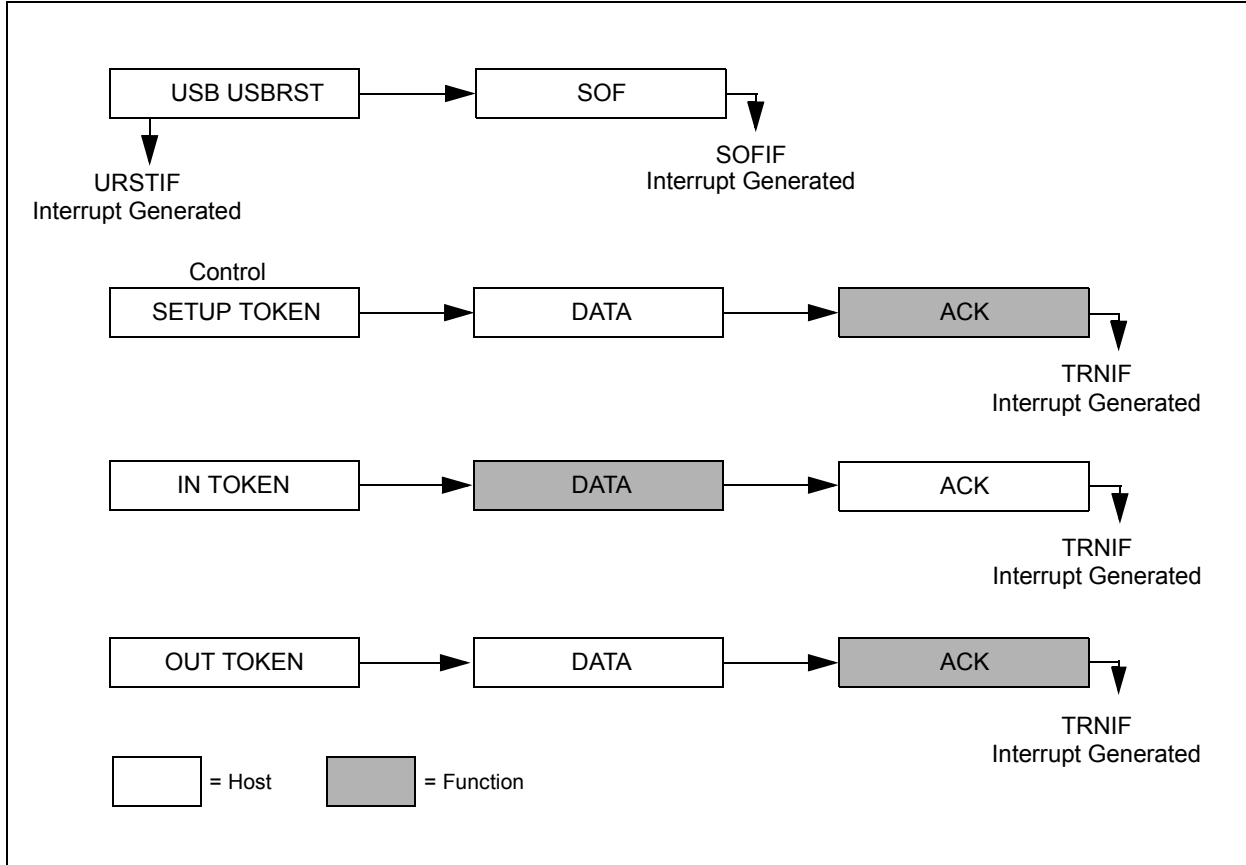 USB USBRST
SOF
URSTIF
Interrupt Generated
SOFIF
Interrupt Generated
Control
SETUP TOKEN
DATA
ACK
TRNIF
Interrupt Generated
IN TOKEN
DATA
ACK
TRNIF
Interrupt Generated
OUT TOKEN
DATA
ACK
TRNIF
Interrupt Generated
= Host
= Function